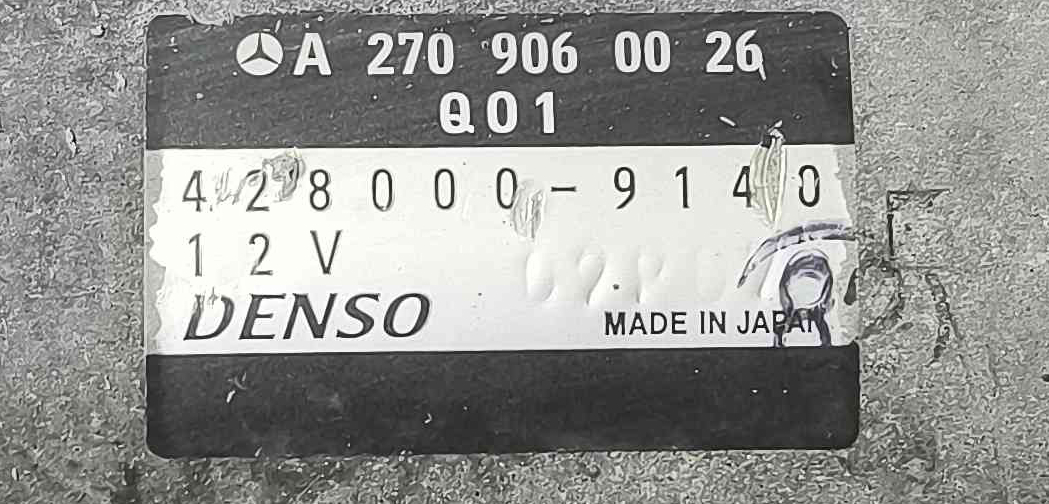 A 270 906 00 26
Q01
428000-9140
12V
DENSO
MADE IN JAPAN